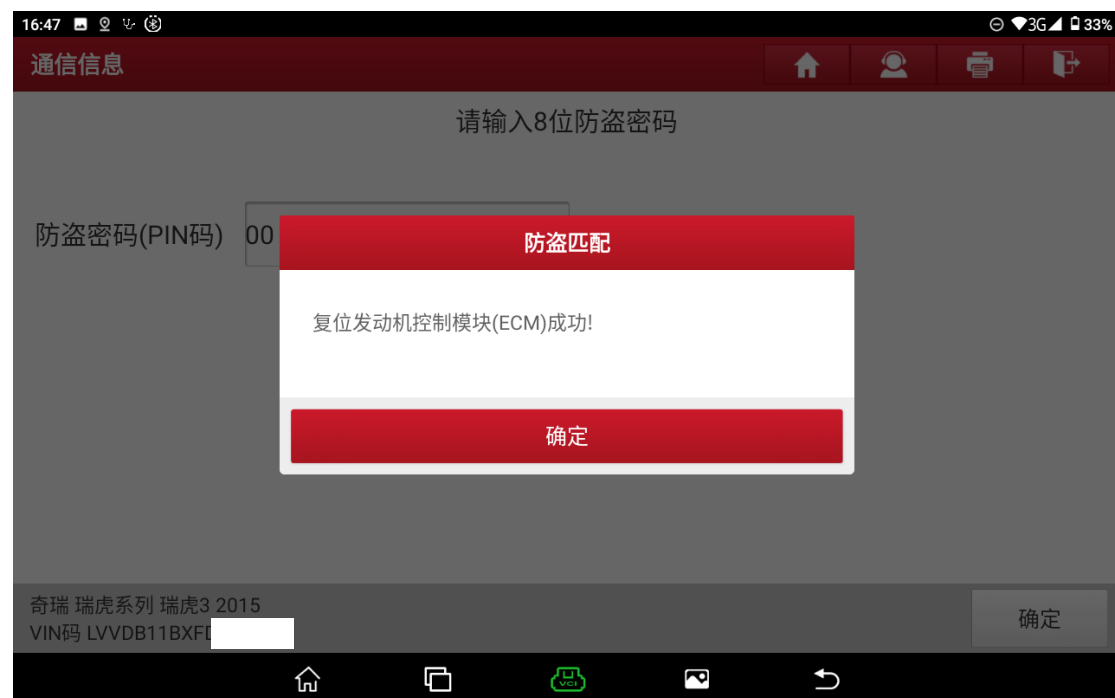 16:47
3G 33%
通信信息
请输入8位防盗密码
防盗密码(PIN码) 00
防盗匹配
复位发动机控制模块(ECM)成功!
确定
奇瑞 瑞虎系列 瑞虎3 2015
VIN码 LVVDB11BXF
确定
VCI